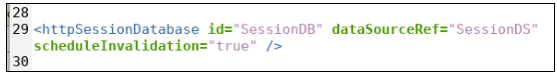 28
29 <httpSessionDatabase id="SessionDB" dataSourceRef="SessionDS"
scheduleInvalidation="true" />
30